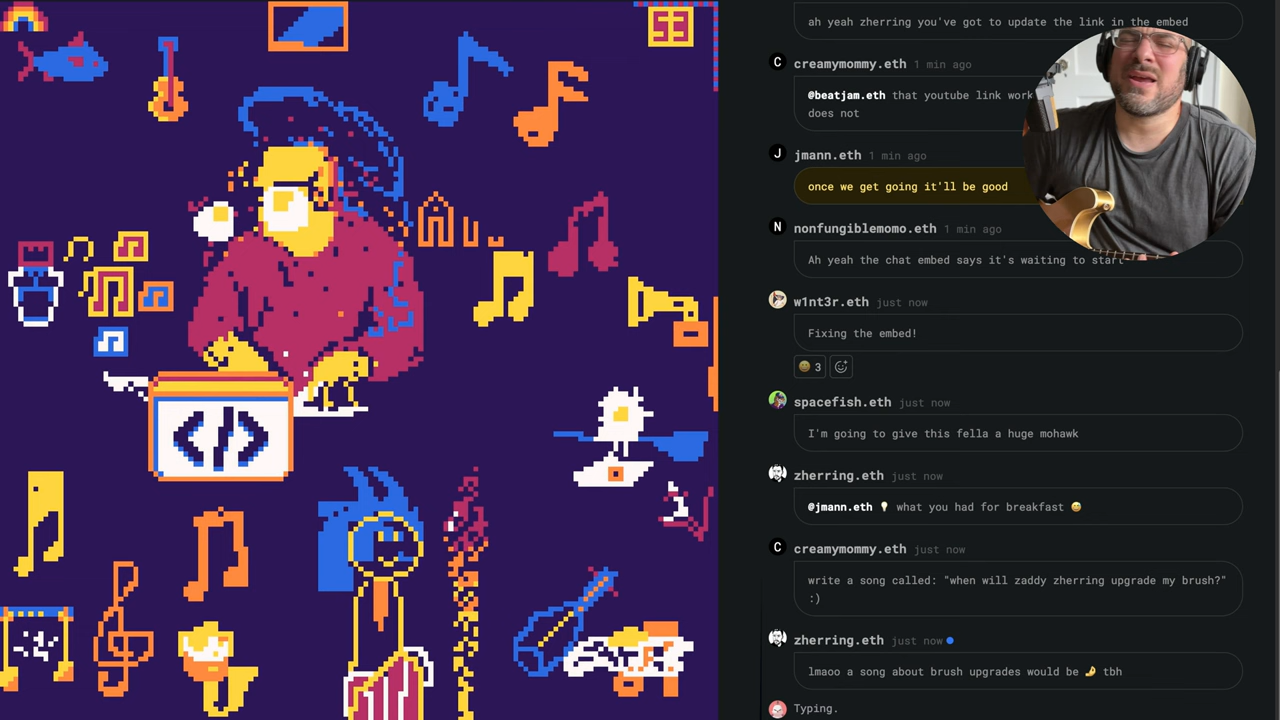 53
</>
ah yeah zherring you've got to update the link in the embed
C creamymommy.eth 1 min ago
@beatjam.eth that youtube link work
does not
J jmann.eth 1 min ago
once we get going it'll be good
N nonfungiblemomo.eth 1 min ago
Ah yeah the chat embed says it's waiting to start
w1nt3r.eth just now
Fixing the embed!
3
spacefish.eth just now
I'm going to give this fella a huge mohawk
zherring.eth just now
@jmann.eth 💡 what you had for breakfast 😄
C creamymommy.eth just now
write a song called: "when will zaddy zherring upgrade my brush?"
:)
zherring.eth just now
lmaoo a song about brush upgrades would be 🤌 tbh
Typing.